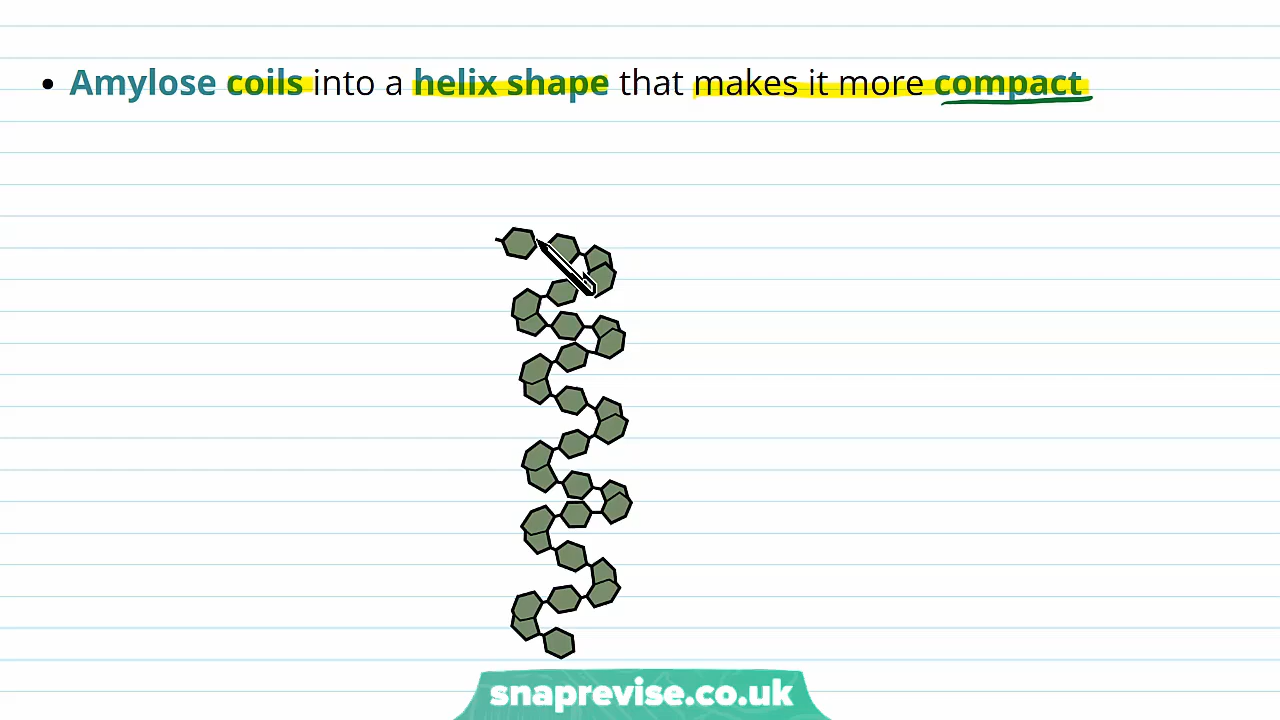 • Amylose coils into a helix shape that makes it more compact
snaprevise.co.uk